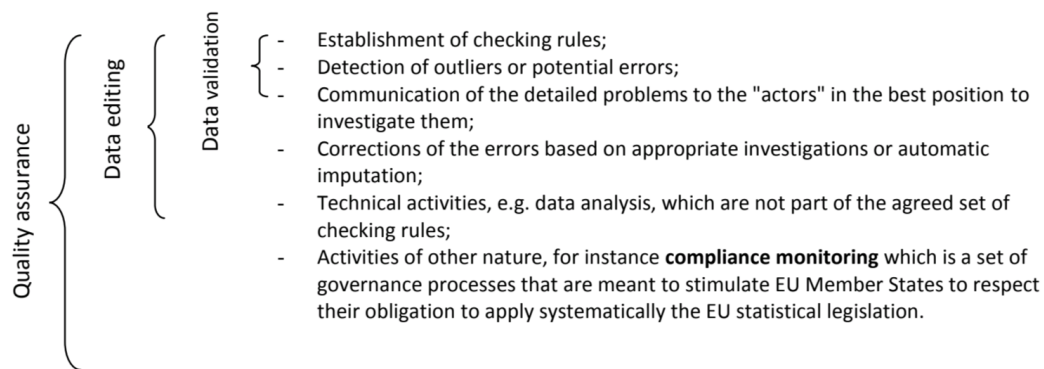 Quality assurance
Data editing
Data validation
- Establishment of checking rules;
- Detection of outliers or potential errors;
- Communication of the detailed problems to the "actors" in the best position to
investigate them;
- Corrections of the errors based on appropriate investigations or automatic
imputation;
- Technical activities, e.g. data analysis, which are not part of the agreed set of
checking rules;
- Activities of other nature, for instance compliance monitoring which is a set of
governance processes that are meant to stimulate EU Member States to respect
their obligation to apply systematically the EU statistical legislation.